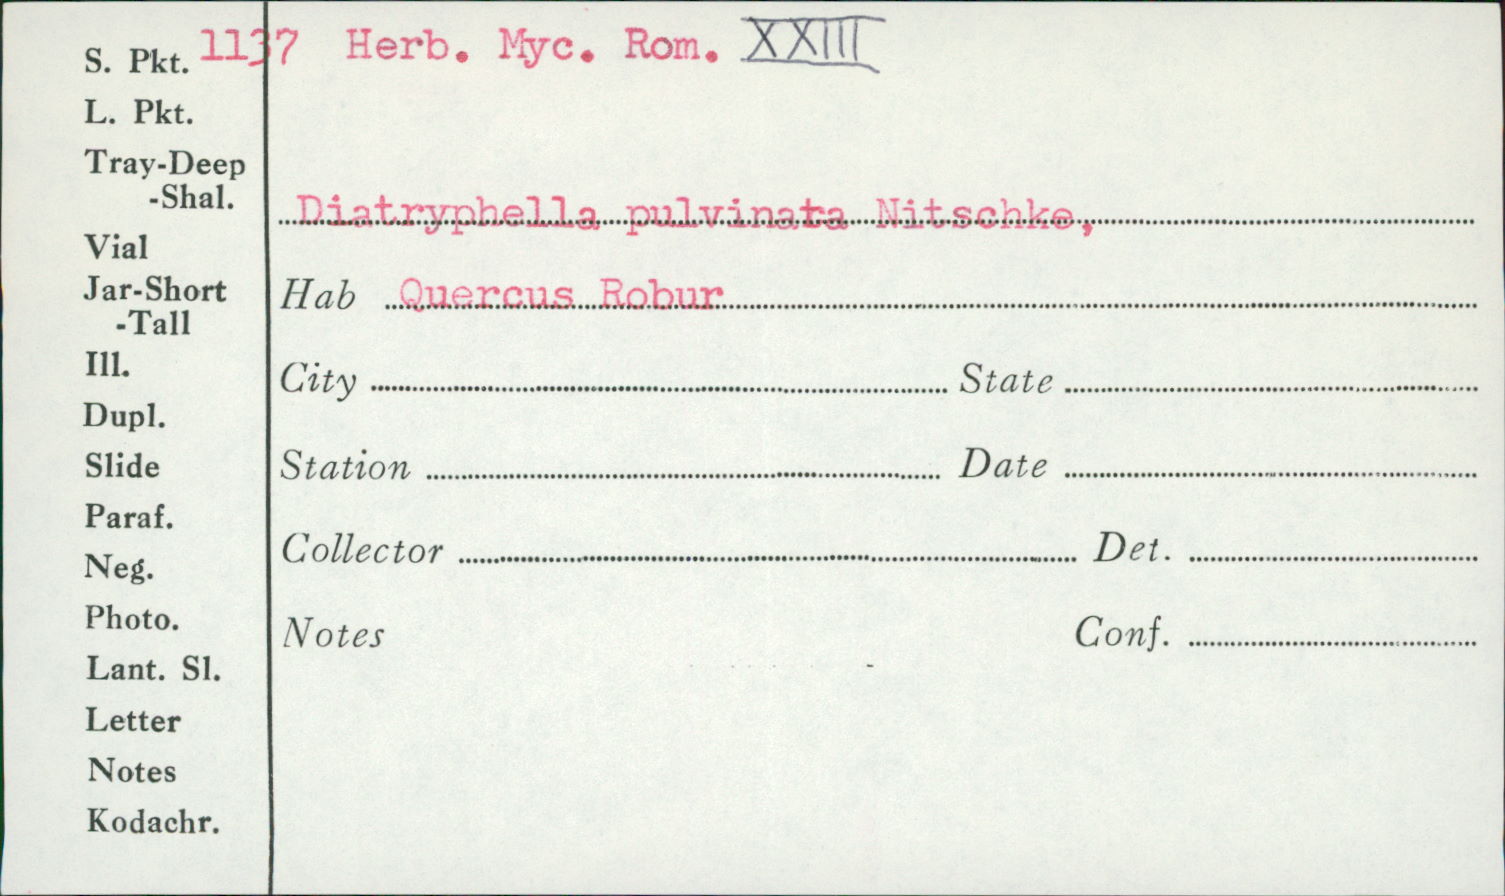 1137 Herb. Myc. Rom. XXIII
S. Pkt.
L. Pkt.
Tray-Deep
-Shal.
Vial
Jar-Short
-Tall
Ill.
Dupl.
Slide
Paraf.
Neg.
Photo.
Lant. Sl.
Letter
Notes
Kodachr.
Diatryphella pulvinata Nitschke,
Hab Quercus Robur
City State
Station Date
Collector Det.
Notes Conf.